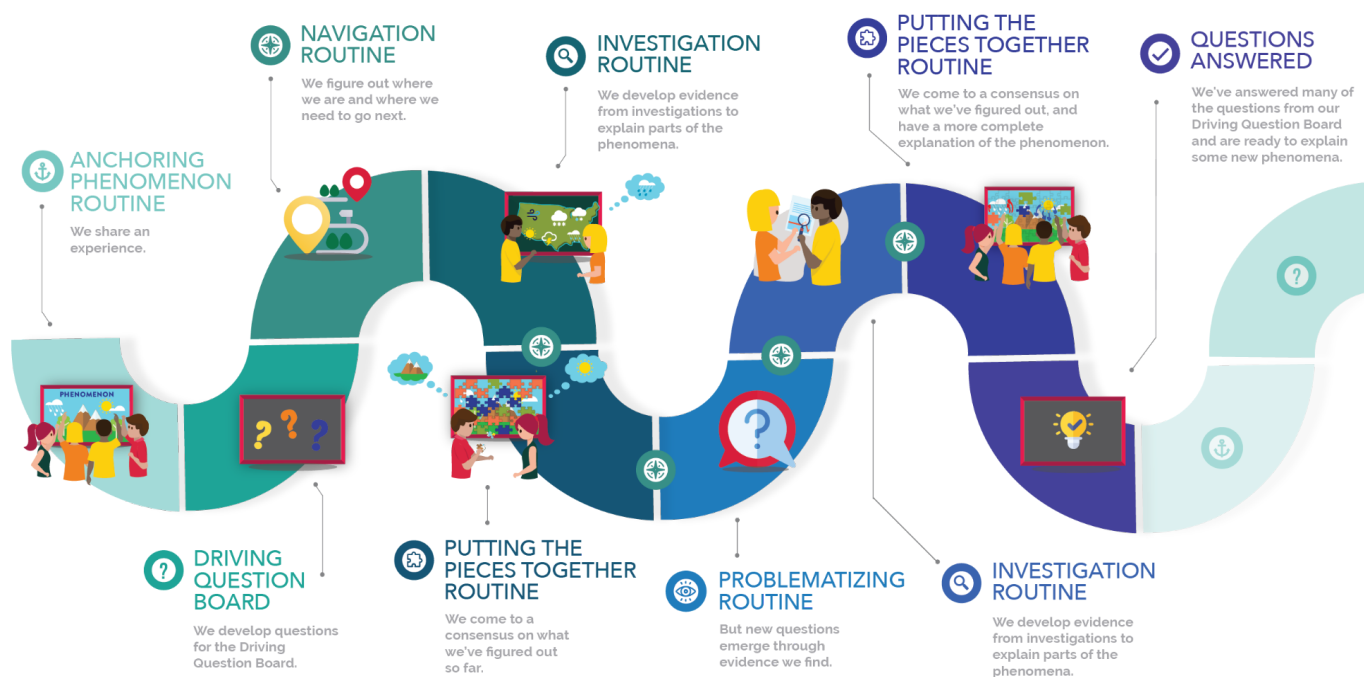 ANCHORING
PHENOMENON
ROUTINE
We share an
experience.
PHENOMENON
DRIVING
QUESTION
BOARD
We develop questions
for the Driving
Question Board.
? ? ?
NAVIGATION
ROUTINE
We figure out where
we are and where we
need to go next.
INVESTIGATION
ROUTINE
We develop evidence
from investigations to
explain parts of the
phenomena.
PUTTING THE
PIECES TOGETHER
ROUTINE
We come to a
consensus on what
we've figured out
so far.
PROBLEMATIZING
ROUTINE
But new questions
emerge through
evidence we find.
?
INVESTIGATION
ROUTINE
We develop evidence
from investigations to
explain parts of the
phenomena.
PUTTING THE
PIECES TOGETHER
ROUTINE
We come to a consensus on
what we've figured out, and
have a more complete
explanation of the phenomenon.
QUESTIONS
ANSWERED
We've answered many of
the questions from our
Driving Question Board
and are ready to explain
some new phenomena.
?